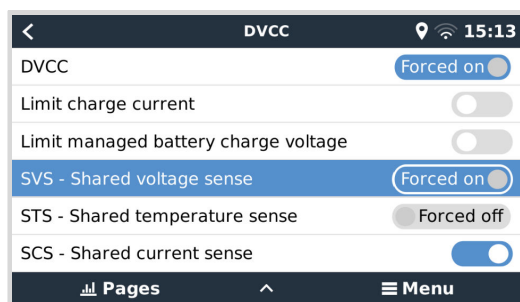 DVCC 15:13
DVCC Forced on
Limit charge current
Limit managed battery charge voltage
SVS - Shared voltage sense Forced on
STS - Shared temperature sense Forced off
SCS - Shared current sense
Pages Menu